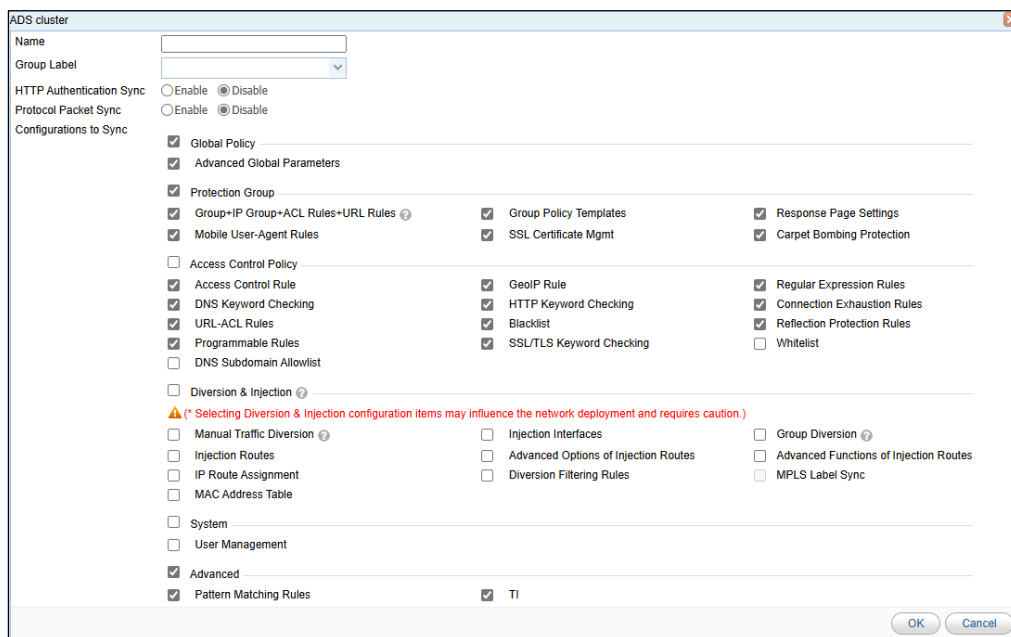 ADS cluster
Name
Group Label
HTTP Authentication Sync Enable Disable
Protocol Packet Sync Enable Disable
Configurations to Sync
Global Policy
Advanced Global Parameters
Protection Group
Group+IP Group+ACL Rules+URL Rules ? Group Policy Templates Response Page Settings
Mobile User-Agent Rules SSL Certificate Mgmt Carpet Bombing Protection
Access Control Policy
Access Control Rule GeoIP Rule Regular Expression Rules
DNS Keyword Checking HTTP Keyword Checking Connection Exhaustion Rules
URL-ACL Rules Blacklist Reflection Protection Rules
Programmable Rules SSL/TLS Keyword Checking Whitelist
DNS Subdomain Allowlist
Diversion & Injection ?
(* Selecting Diversion & Injection configuration items may influence the network deployment and requires caution.)
Manual Traffic Diversion ? Injection Interfaces Group Diversion ?
Injection Routes Advanced Options of Injection Routes Advanced Functions of Injection Routes
IP Route Assignment Diversion Filtering Rules MPLS Label Sync
MAC Address Table
System
User Management
Advanced
Pattern Matching Rules TI
OK Cancel